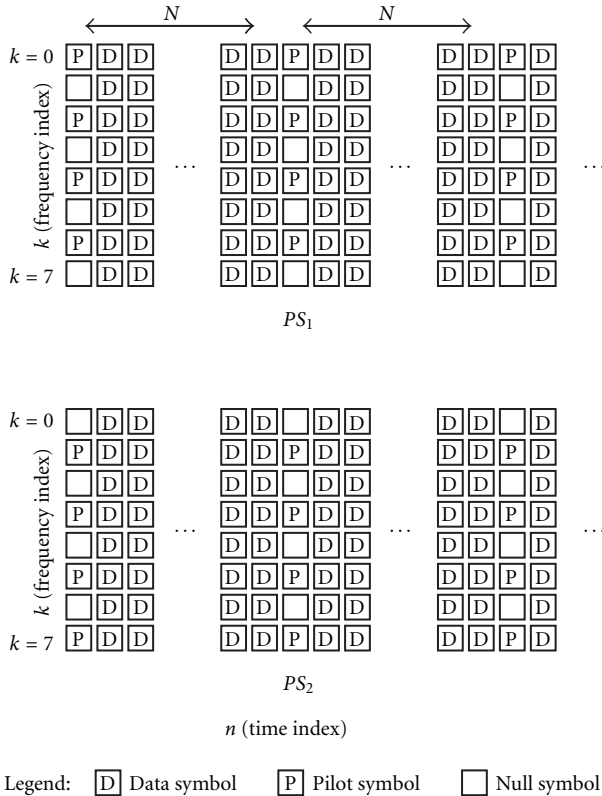 N N
k = 0 P D D D D P D D D D P D
D D D D D D D D D
P D D D D P D D D D P D
D D D D D D D D D
P D D ... D D P D D ... D D P D ...
D D D D D D D D D
P D D D D P D D D D P D
k = 7 D D D D D D D D D
k (frequency index)
PS1
k = 0 D D D D D D D D D
P D D D D P D D D D P D
D D D D D D D D D
P D D D D P D D D D P D
D D ... D D D D ... D D D ...
P D D D D P D D D D P D
D D D D D D D D D
k = 7 P D D D D P D D D D P D
k (frequency index)
PS2
n (time index)
Legend: D Data symbol P Pilot symbol Null symbol